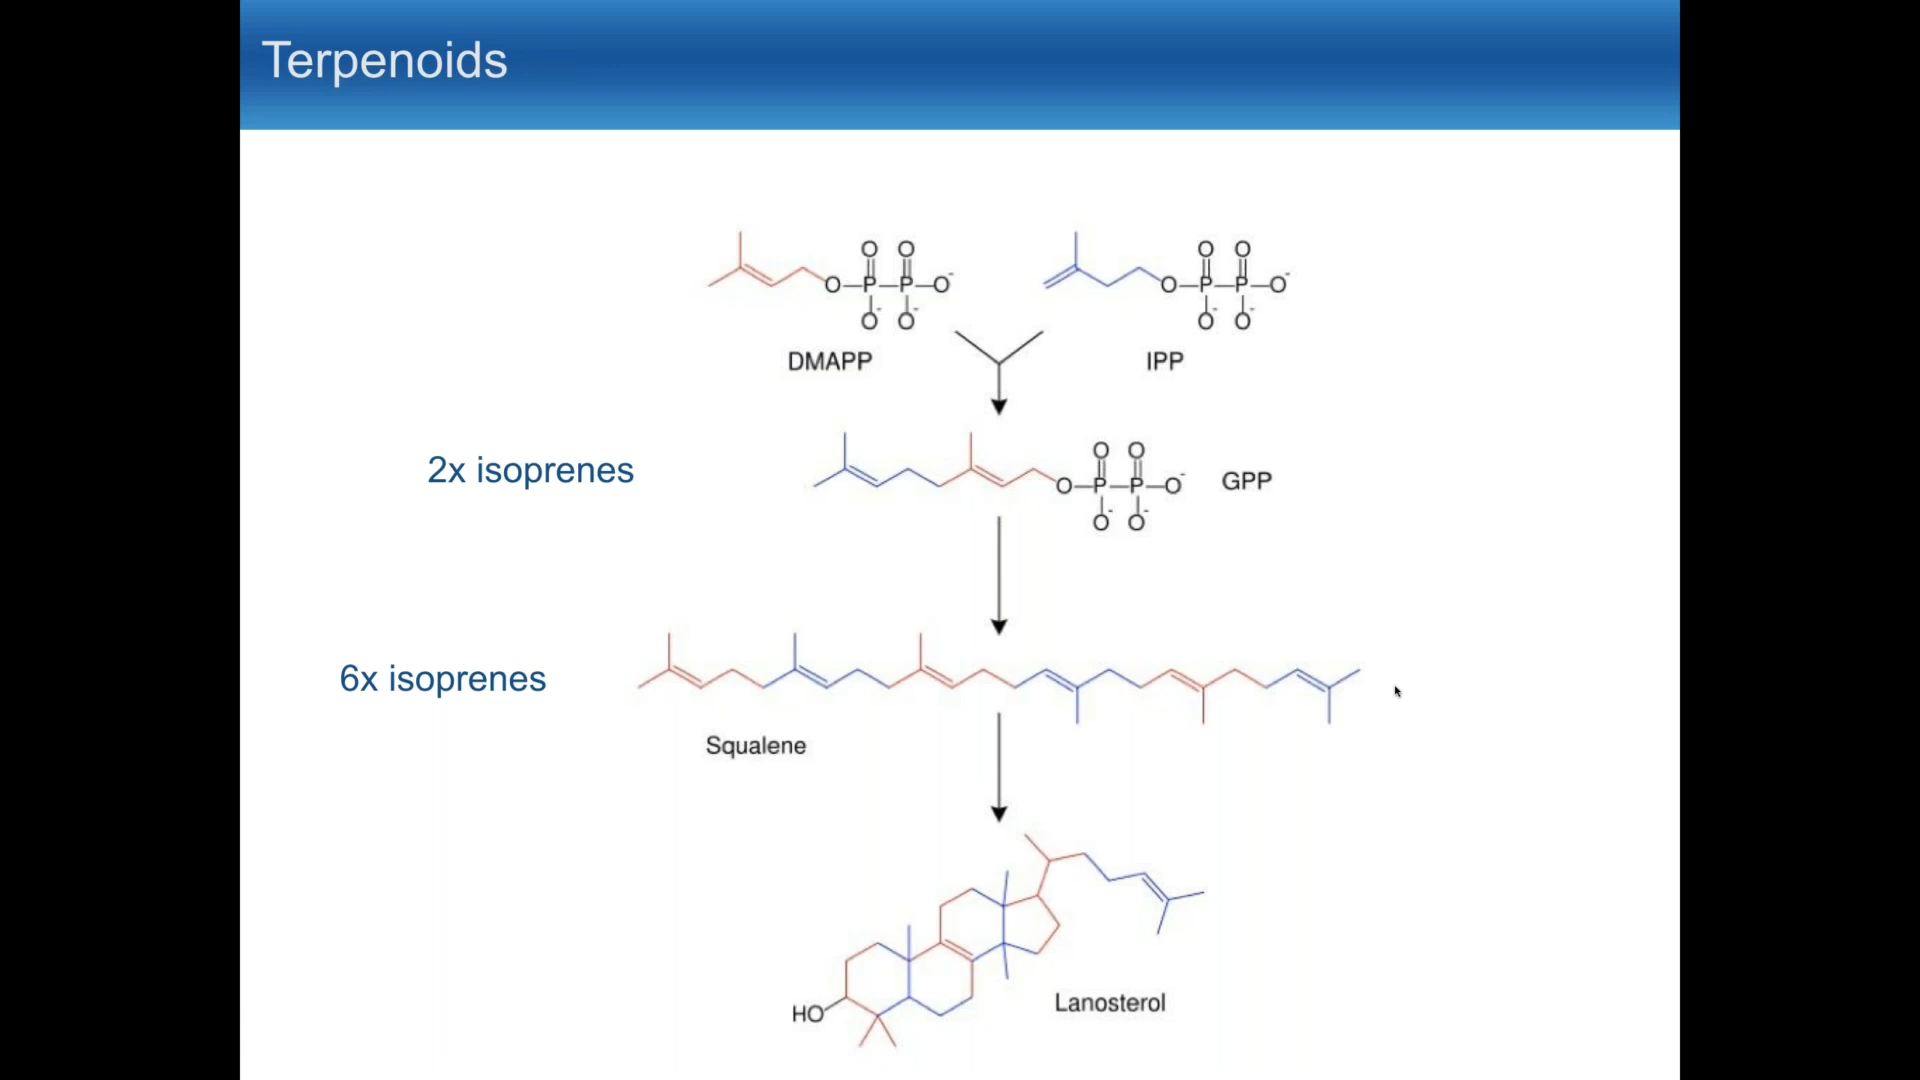 Terpenoids
O O
O P P O-
O- O-
O O
O P P O-
O- O-
DMAPP
IPP
2x isoprenes
O O
O P P O-
O- O-
GPP
6x isoprenes
Squalene
HO
Lanosterol